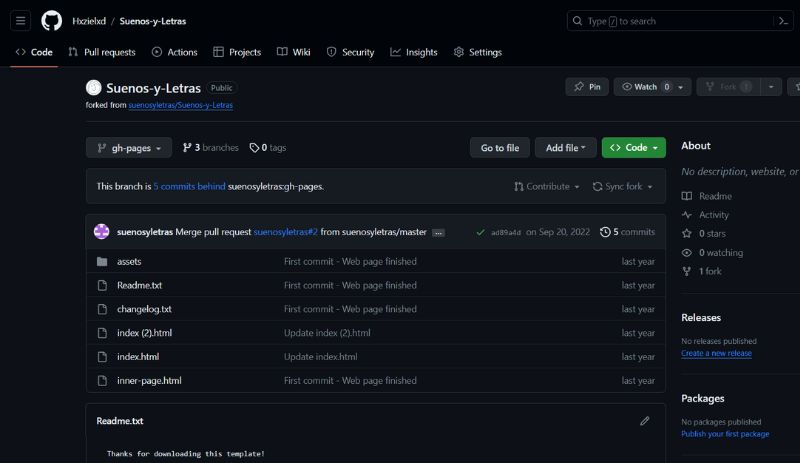 Hxzielxd / Suenos-y-Letras
Type / to search
Code Pull requests Actions Projects Wiki Security Insights Settings
Suenos-y-Letras Public
Pin Watch 0 Fork 1
forked from suenosyletras/Suenos-y-Letras
gh-pages 3 branches 0 tags Go to file Add file Code
This branch is 5 commits behind suenosyletras:gh-pages. Contribute Sync fork
suenosyletras Merge pull request suenosyletras#2 from suenosyletras/master ... ad89a4d on Sep 20, 2022 5 commits
assets First commit - Web page finished last year
Readme.txt First commit - Web page finished last year
changelog.txt First commit - Web page finished last year
index (2).html Update index (2).html last year
index.html Update index.html last year
inner-page.html First commit - Web page finished last year
Readme.txt
Thanks for downloading this template!
About
No description, website, or
Readme
Activity
0 stars
0 watching
1 fork
Releases
No releases published
Create a new release
Packages
No packages published
Publish your first package